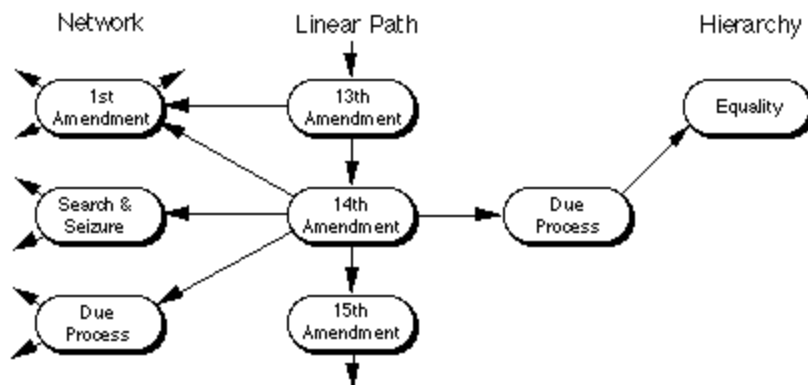 Network
Linear Path
Hierarchy
1st
Amendment
13th
Amendment
Equality
Search &
Seizure
14th
Amendment
Due
Process
Due
Process
15th
Amendment